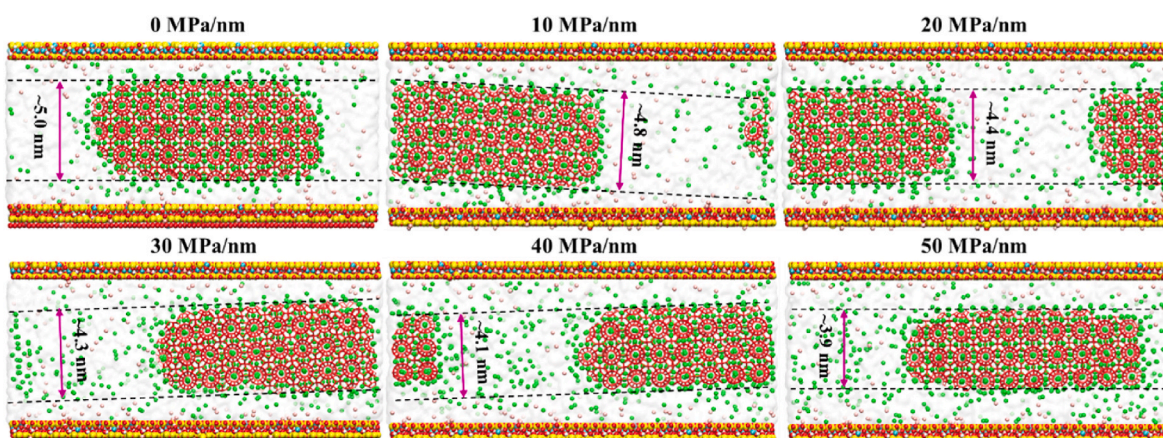 0 MPa/nm
10 MPa/nm
20 MPa/nm
~5.0 nm
~4.8 nm
~4.4 nm
30 MPa/nm
40 MPa/nm
50 MPa/nm
~4.3 nm
~4.1 nm
~3.9 nm